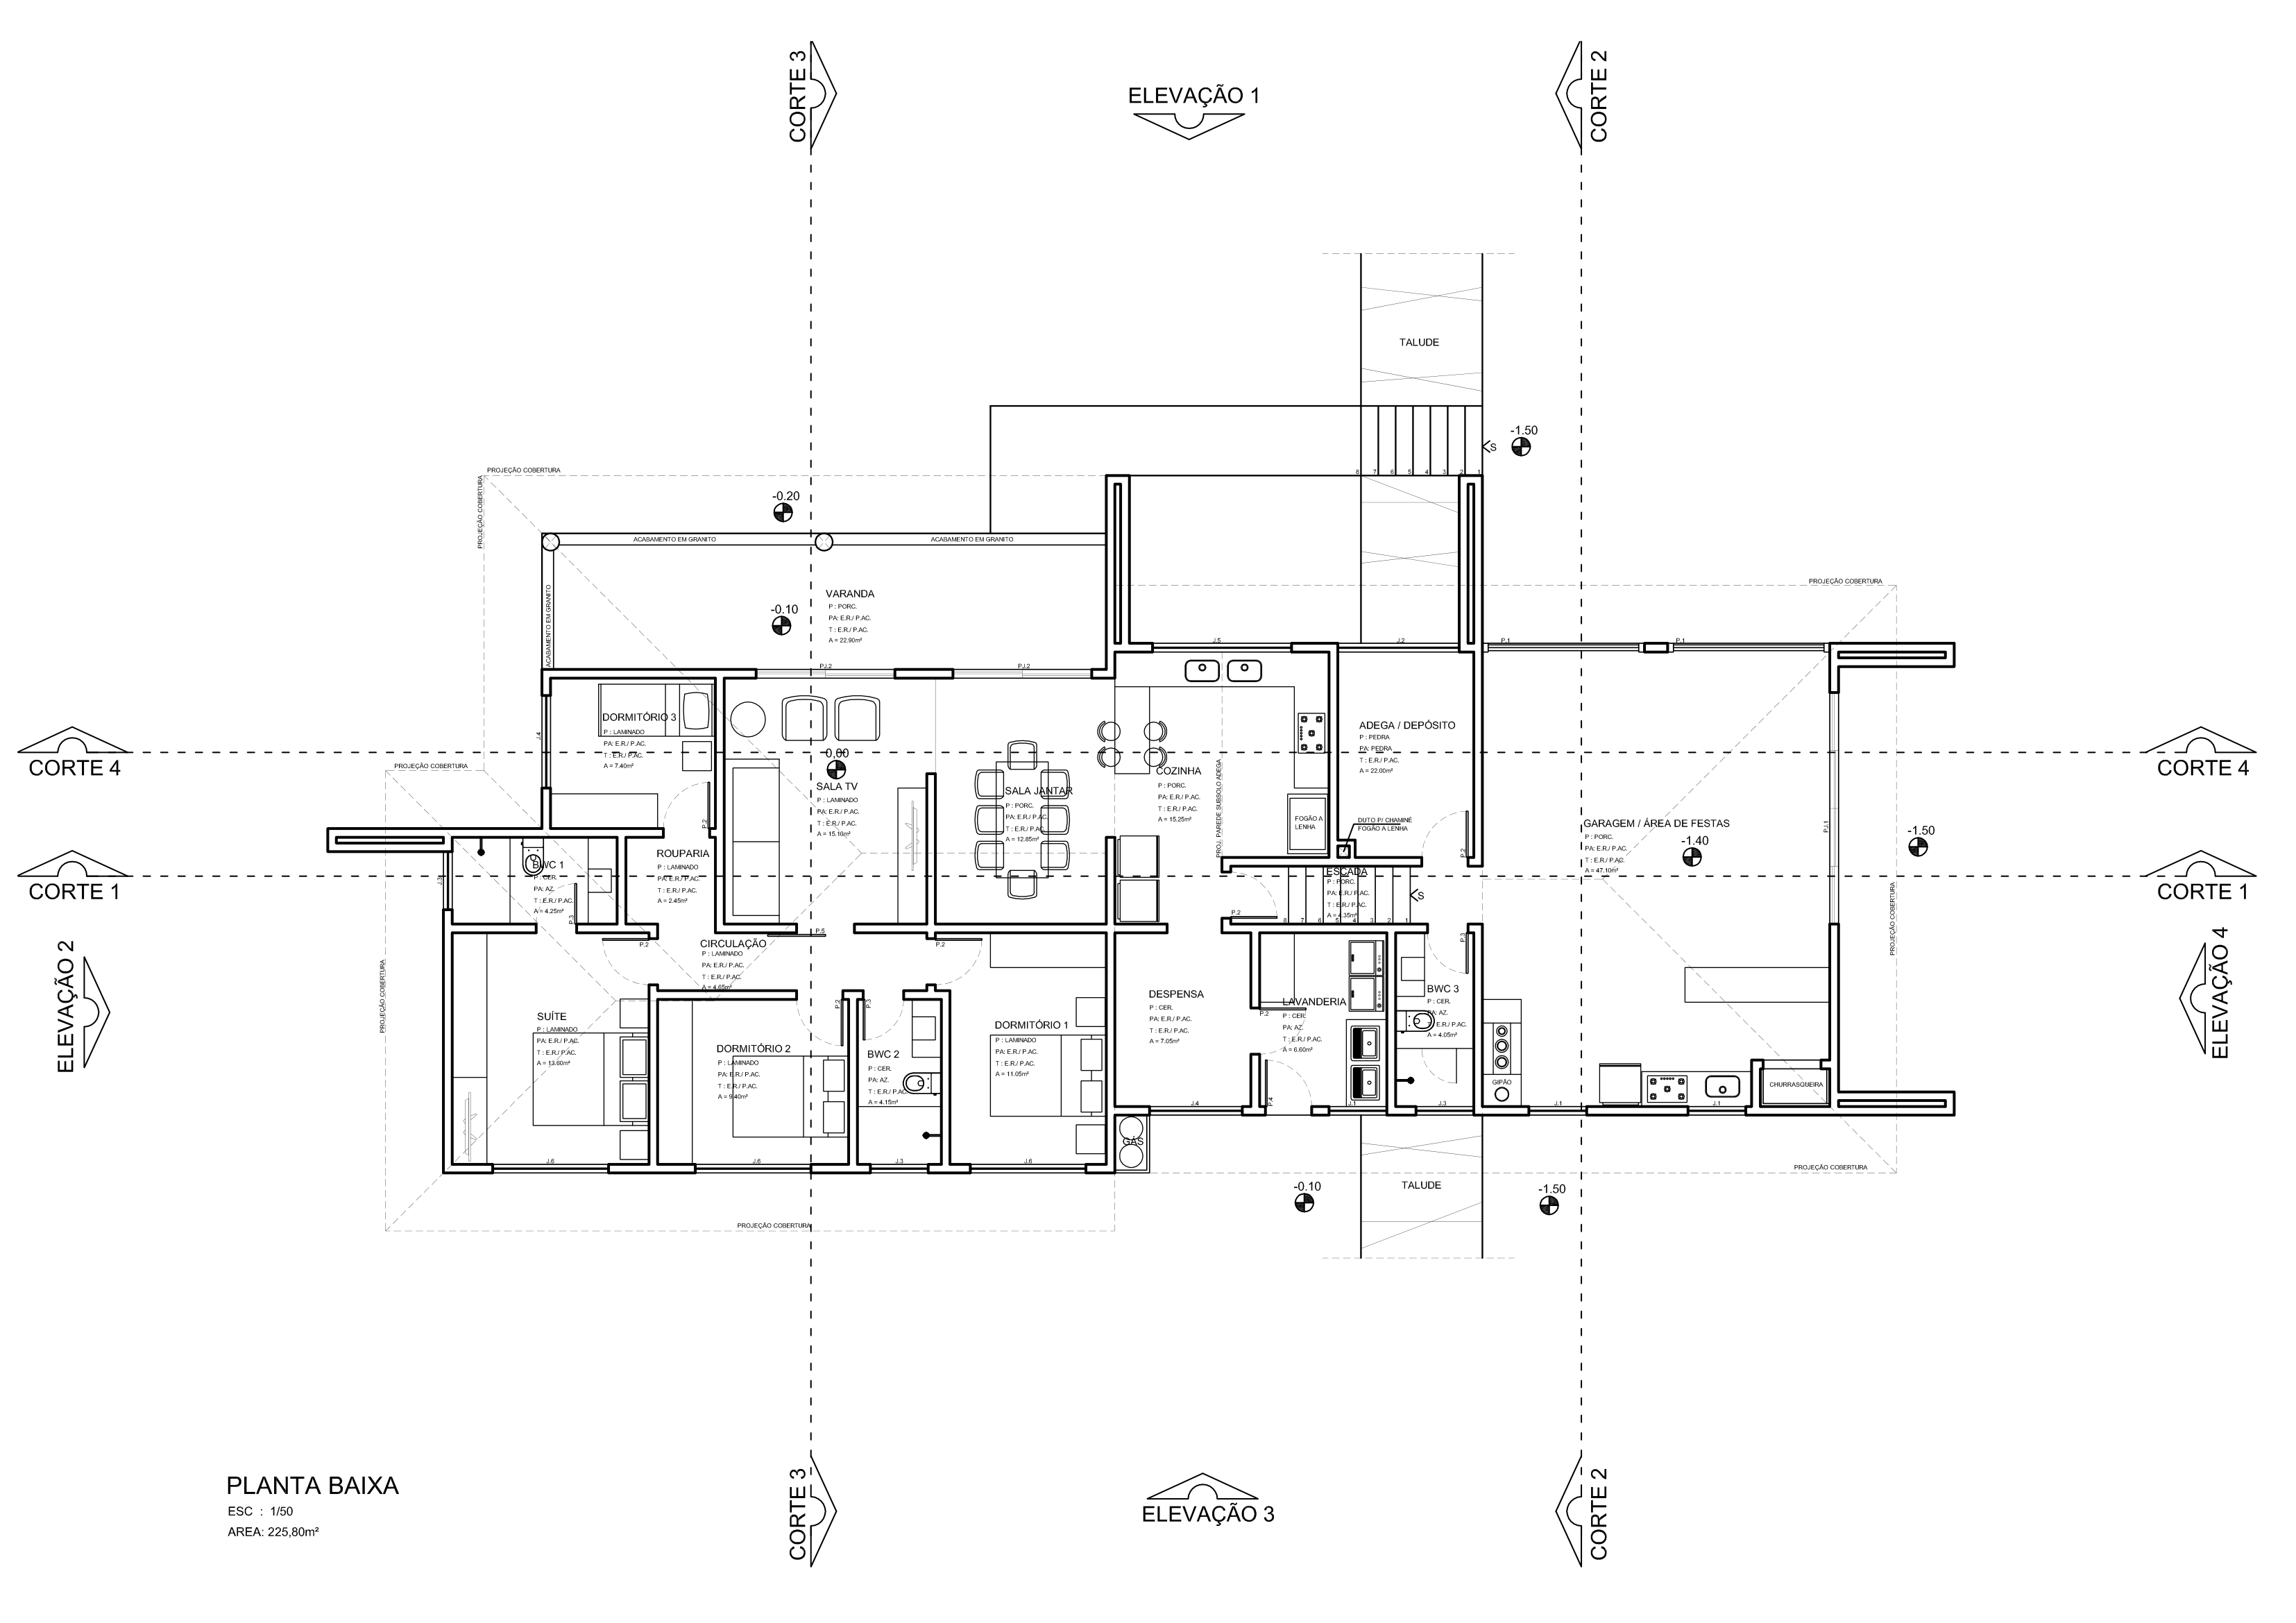 CORTE 3
ELEVAÇÃO 1
CORTE 2
TALUDE
-1.50
S
8 7 6 5 4 3 2 1
PROJEÇÃO COBERTURA
PROJEÇÃO COBERTURA
-0.20
ACABAMENTO EM GRANITO
ACABAMENTO EM GRANITO
ACABAMENTO EM GRANITO
PROJEÇÃO COBERTURA
VARANDA
P : PORC.
PA: E.R./ P.AC.
T : E.R./ P.AC.
A = 22.90m²
-0.10
J.5
J.2
P.1
P.1
PJ.2
PJ.2
DORMITÓRIO 3
P : LAMINADO
PA: E.R./ P.AC.
T : E.R./ P.AC.
A = 7.40m²
J.4
P.2
0,00
SALA TV
P : LAMINADO
PA: E.R./ P.AC.
T : E.R./ P.AC.
A = 15.10m²
SALA JANTAR
P : PORC.
PA: E.R./ P.AC.
T : E.R./ P.AC.
A = 12.85m²
COZINHA
P : PORC.
PA: E.R./ P.AC.
T : E.R./ P.AC.
A = 15.25m²
PROJ. PAREDE SUBSOLO ADEGA
FOGÃO A
LENHA
ADEGA / DEPÓSITO
P : PEDRA
PA: PEDRA
T : E.R./ P.AC.
A = 22.00m²
DUTO P/ CHAMINÉ
FOGÃO A LENHA
P.2
GARAGEM / ÁREA DE FESTAS
P : PORC.
PA: E.R./ P.AC.
T : E.R./ P.AC.
A = 47.10m²
-1.40
PJ.1
-1.50
CORTE 4
CORTE 4
PROJEÇÃO COBERTURA
CORTE 1
CORTE 1
BWC 1
P : CER.
PA: AZ.
T : E.R./ P.AC.
A = 4.25m²
J.3
P.3
ROUPARIA
P : LAMINADO
PA: E.R./ P.AC.
T : E.R./ P.AC.
A = 2.45m²
ESCADA
P : PORC.
PA: E.R./ P.AC.
T : E.R./ P.AC.
A = 4.35m²
8 7 6 5 4 3 2 1
S
P.2
ELEVAÇÃO 2
ELEVAÇÃO 4
PROJEÇÃO COBERTURA
PROJEÇÃO COBERTURA
CIRCULAÇÃO
P : LAMINADO
PA: E.R./ P.AC.
T : E.R./ P.AC.
A = 4.65m²
P.2
P.5
P.2
P.3
SUÍTE
P : LAMINADO
PA: E.R./ P.AC.
T : E.R./ P.AC.
A = 13.60m²
DORMITÓRIO 2
P : LAMINADO
PA: E.R./ P.AC.
T : E.R./ P.AC.
A = 9.40m²
P.2
P.3
BWC 2
P : CER.
PA: AZ.
T : E.R./ P.AC.
A = 4.15m²
DORMITÓRIO 1
P : LAMINADO
PA: E.R./ P.AC.
T : E.R./ P.AC.
A = 11.05m²
DESPENSA
P : CER.
PA: E.R./ P.AC.
T : E.R./ P.AC.
A = 7.05m²
LAVANDERIA
P : CER.
PA: AZ.
T : E.R./ P.AC.
A = 6.60m²
P.2
P.4
BWC 3
P : CER.
PA: AZ.
T : E.R./ P.AC.
A = 4.05m²
GIPÃO
CHURRASQUEIRA
J.4
J.1
J.3
J.1
J.1
GÁS
J.6
J.6
J.3
J.6
PROJEÇÃO COBERTURA
-0.10
TALUDE
-1.50
PROJEÇÃO COBERTURA
PLANTA BAIXA
ESC : 1/50
AREA: 225,80m²
CORTE 3
ELEVAÇÃO 3
CORTE 2